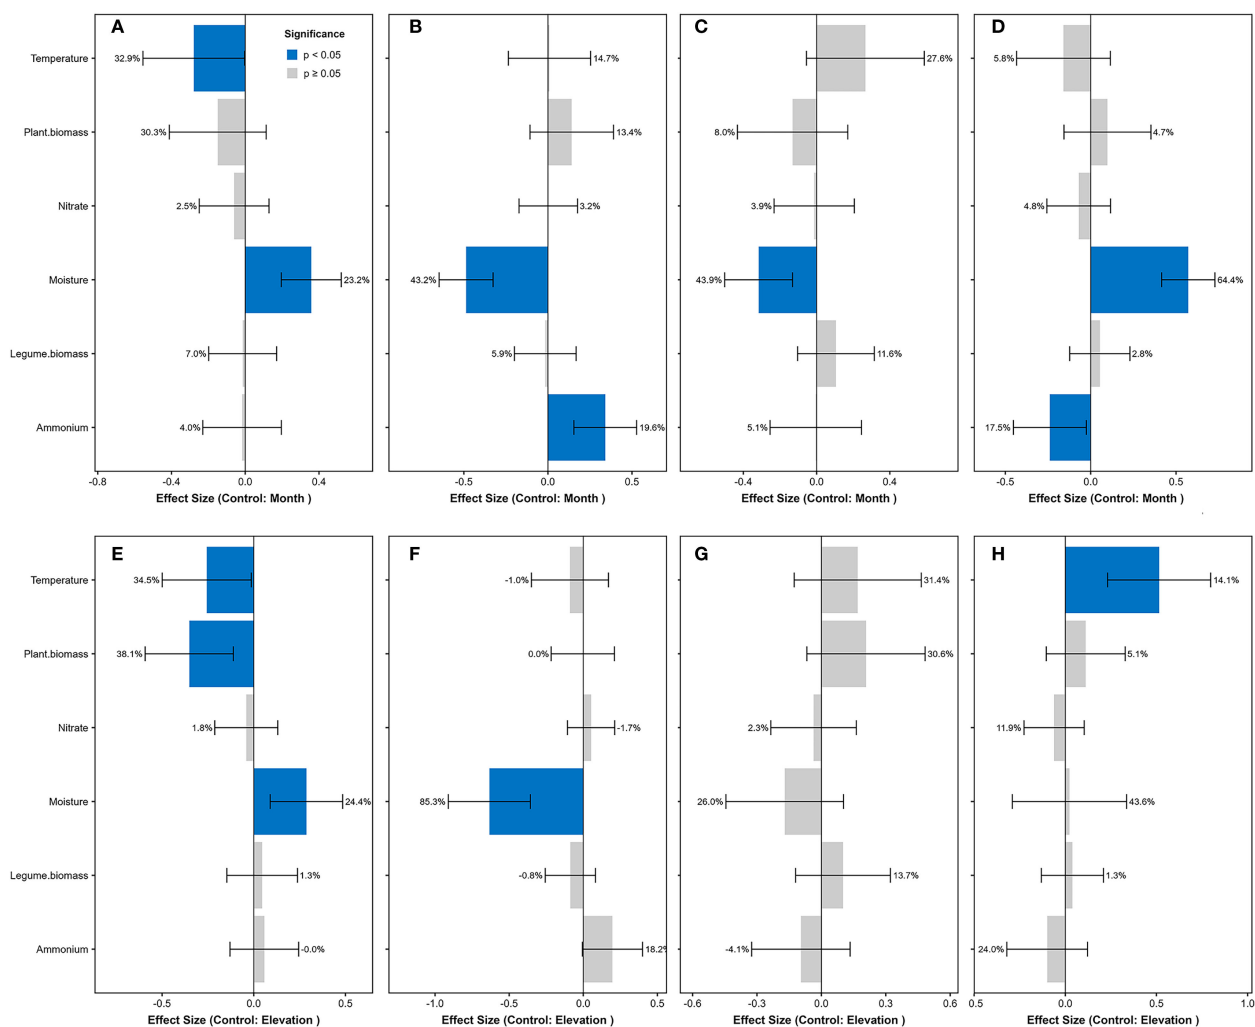 A
B
C
D
Significance
p < 0.05
p ≥ 0.05
Temperature
32.9%
14.7%
27.6%
5.8%
Plant.biomass
30.3%
13.4%
8.0%
4.7%
Nitrate
2.5%
3.2%
3.9%
4.8%
Moisture
23.2%
43.2%
43.9%
64.4%
Legume.biomass
7.0%
5.9%
11.6%
2.8%
Ammonium
4.0%
19.6%
5.1%
17.5%
-0.8 -0.4 0.0 0.4
-0.5 0.0 0.5
-0.4 0.0 0.4
-0.5 0.0 0.5
Effect Size (Control: Month )
Effect Size (Control: Month )
Effect Size (Control: Month )
Effect Size (Control: Month )
E
F
G
H
Temperature
34.5%
-1.0%
31.4%
14.1%
Plant.biomass
38.1%
0.0%
30.6%
5.1%
Nitrate
1.8%
-1.7%
2.3%
11.9%
Moisture
24.4%
85.3%
26.0%
43.6%
Legume.biomass
1.3%
-0.8%
13.7%
1.3%
Ammonium
-0.0%
18.2%
-4.1%
24.0%
-0.5 0.0 0.5
-1.0 -0.5 0.0 0.5
-0.6 -0.3 0.0 0.3 0.6
0.5 0.0 0.5 1.0
Effect Size (Control: Elevation )
Effect Size (Control: Elevation )
Effect Size (Control: Elevation )
Effect Size (Control: Elevation )